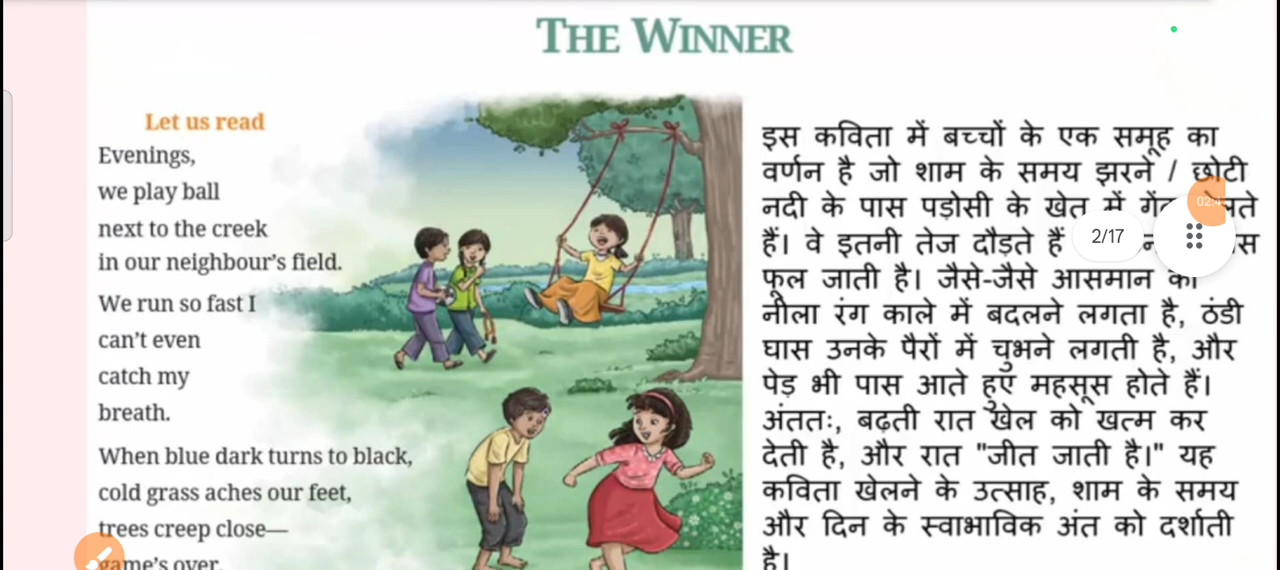 THE WINNER
Let us read
Evenings,
we play ball
next to the creek
in our neighbour's field.
We run so fast I
can't even
catch my
breath.
When blue dark turns to black,
cold grass aches our feet,
trees creep close—
game's over.
इस कविता में बच्चों के एक समूह का
वर्णन है जो शाम के समय झरने / छोटी
नदी के पास पड़ोसी के खेत में
हैं। वे इतनी तेज दौड़ते हैं
फूल जाती है। जैसे-जैसे आसमान का
नीला रंग काले में बदलने लगता है, ठंडी
घास उनके पैरों में चुभने लगती है, और
पेड़ भी पास आते हुए महसूस होते हैं।
अंततः, बढ़ती रात खेल को खत्म कर
देती है, और रात "जीत जाती है।" यह
कविता खेलने के उत्साह, शाम के समय
और दिन के स्वाभाविक अंत को दर्शाती
है।
2/17